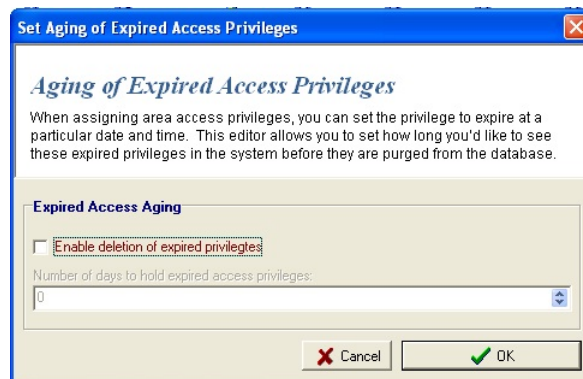 Set Aging of Expired Access Privileges
Aging of Expired Access Privileges
When assigning area access privileges, you can set the privilege to expire at a
particular date and time. This editor allows you to set how long you'd like to see
these expired privileges in the system before they are purged from the database.
Expired Access Aging
Enable deletion of expired privilegtes
Number of days to hold expired access privileges:
0
Cancel OK